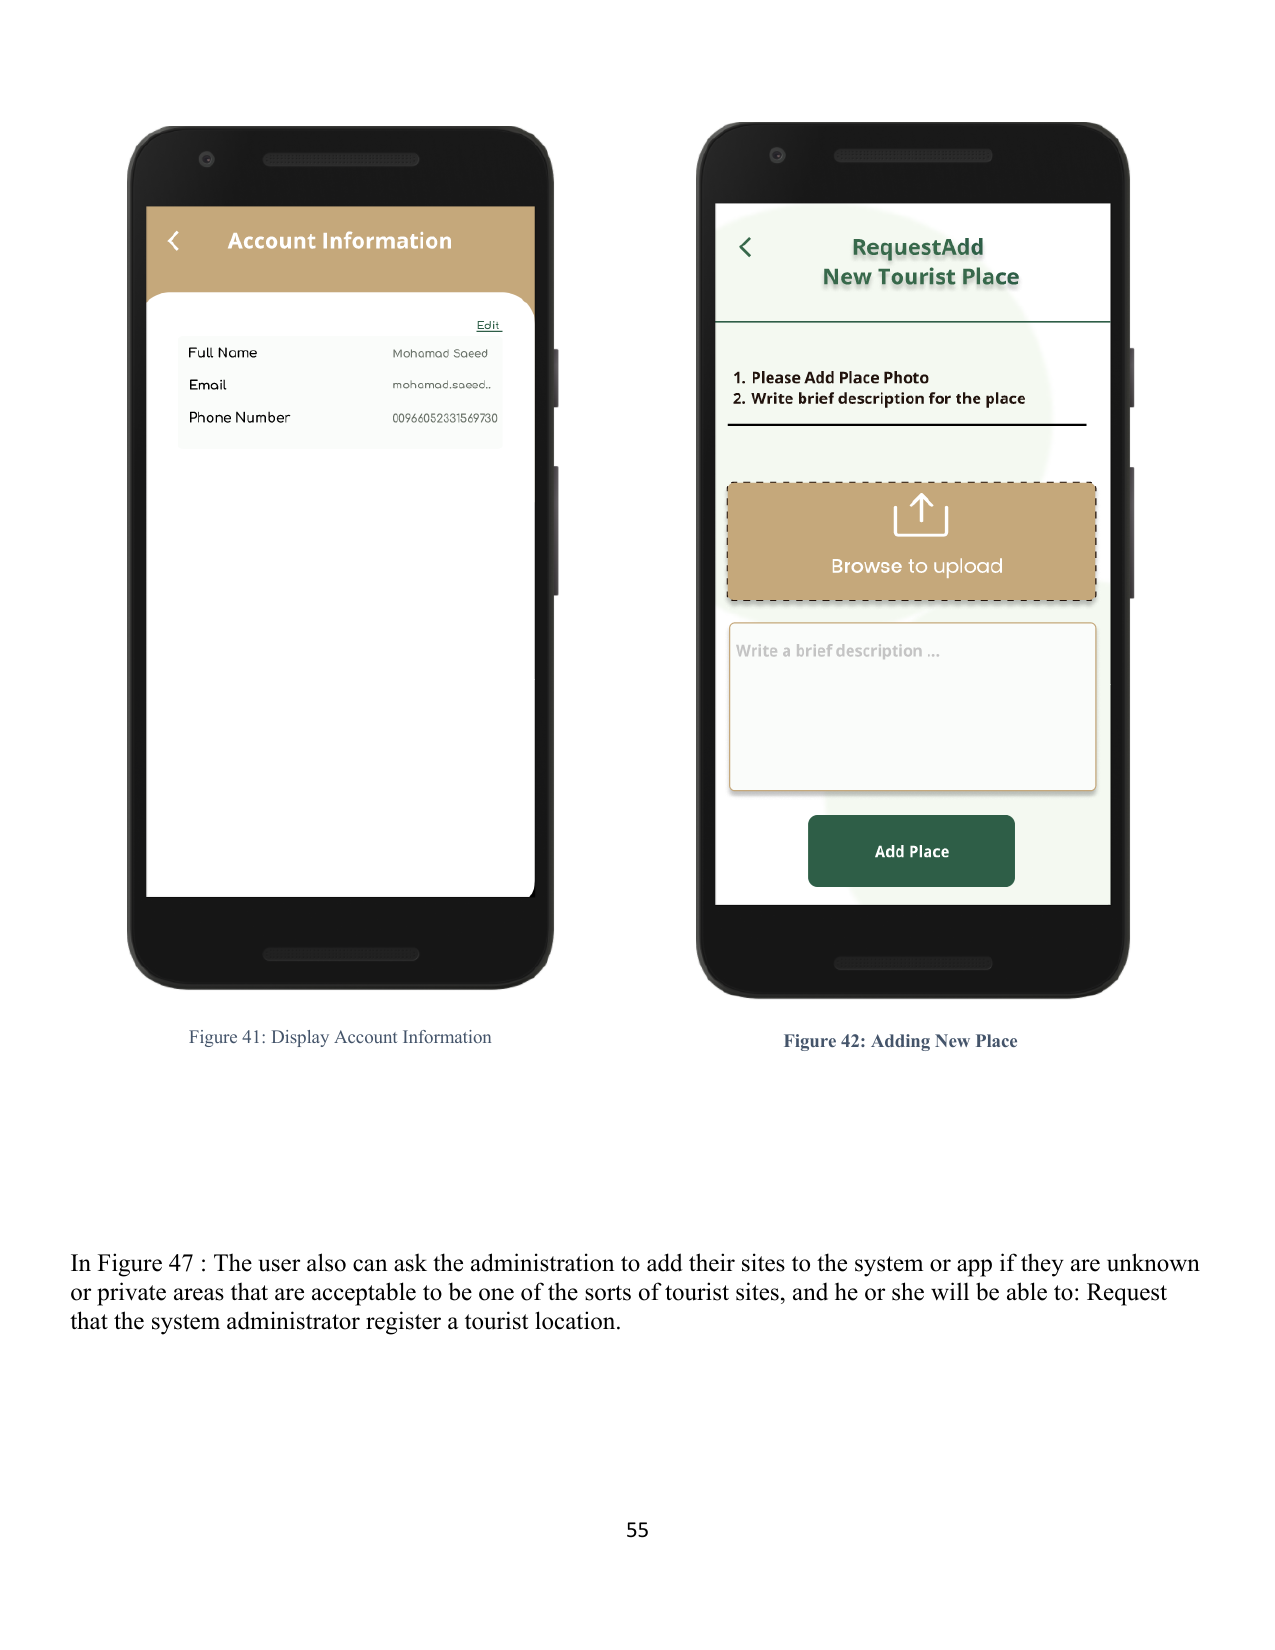 Account Information
Edit
Full Name Mohamad Saeed
Email mohamad.saeed..
Phone Number 00966052331569730
Figure 41: Display Account Information
RequestAdd
New Tourist Place
1. Please Add Place Photo
2. Write brief description for the place
Browse to upload
Write a brief description ...
Add Place
Figure 42: Adding New Place
In Figure 47 : The user also can ask the administration to add their sites to the system or app if they are unknown
or private areas that are acceptable to be one of the sorts of tourist sites, and he or she will be able to: Request
that the system administrator register a tourist location.
55